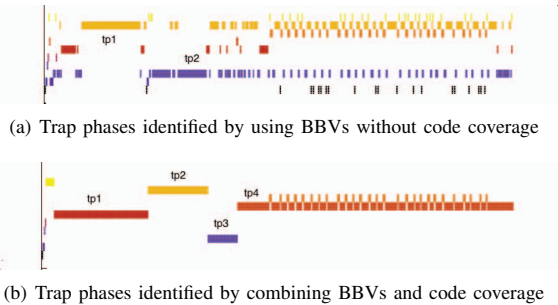 tp1
tp2
(a) Trap phases identified by using BBVs without code coverage
tp2
tp1
tp4
tp3
(b) Trap phases identified by combining BBVs and code coverage